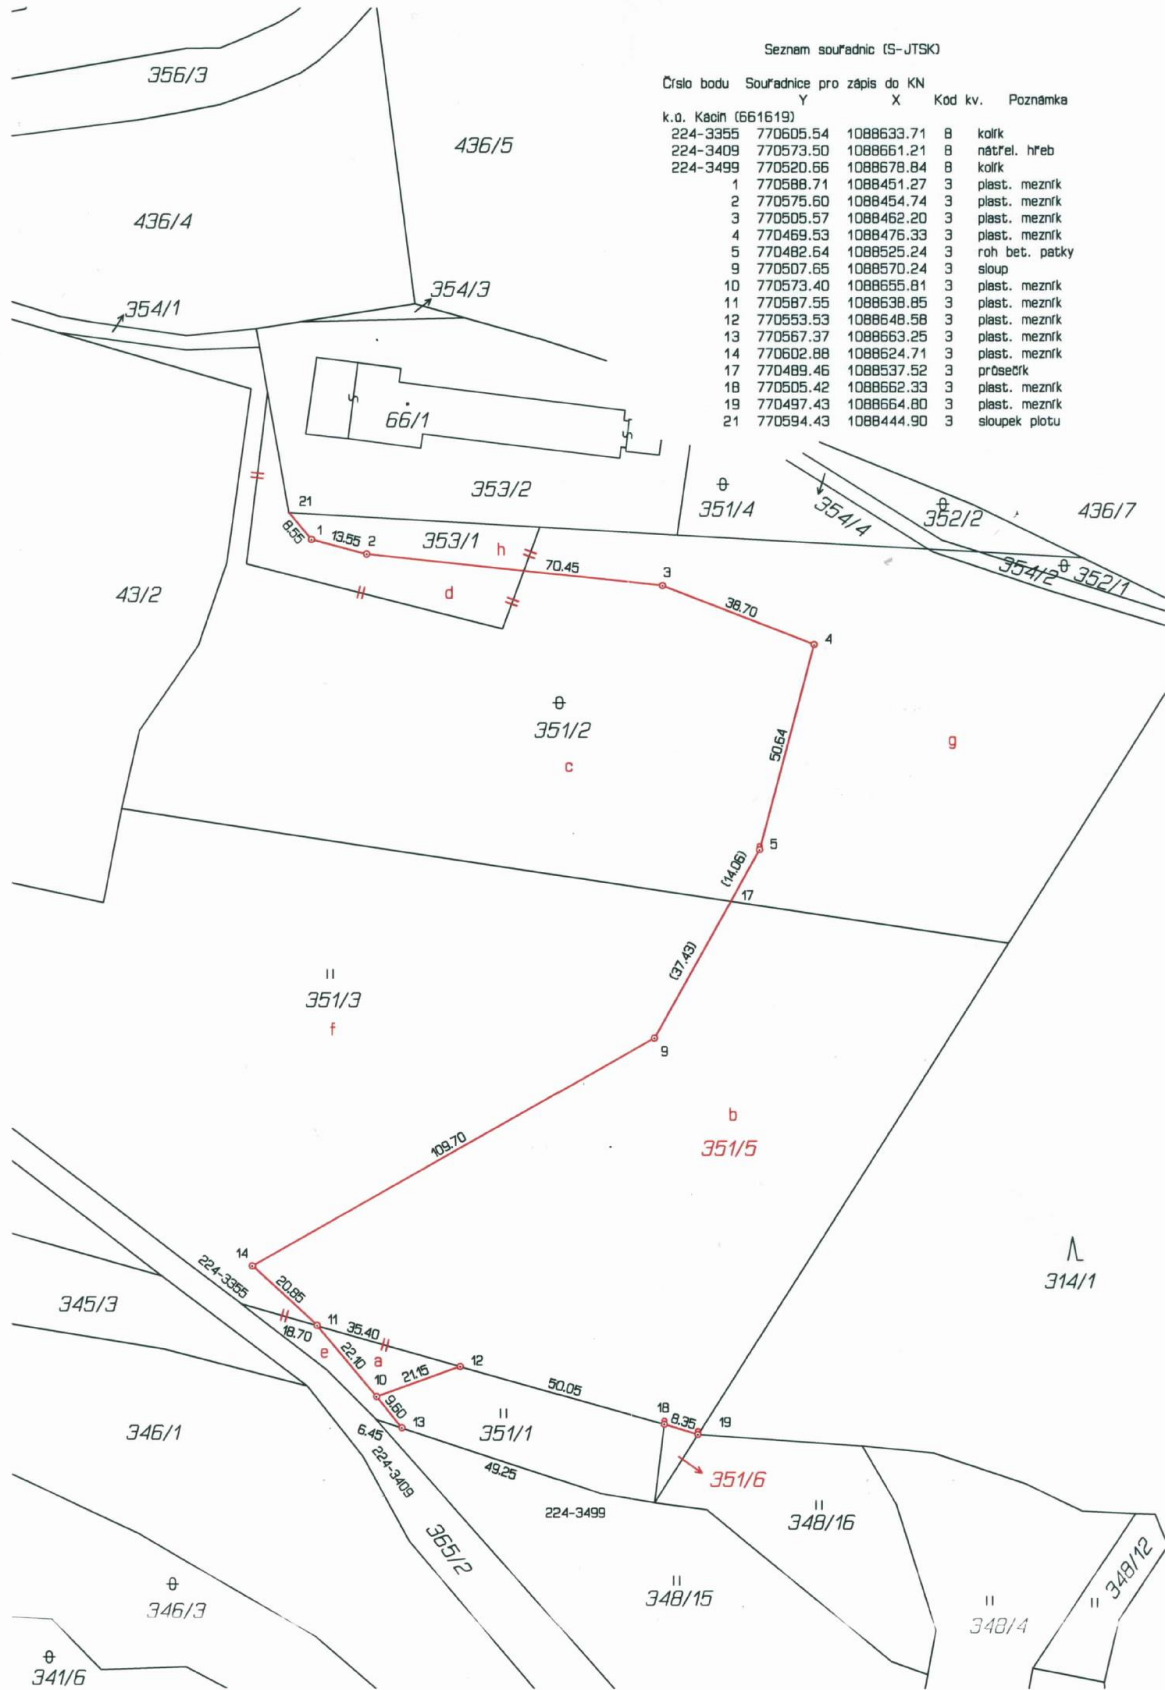 Seznam souřadnic (S-JTSK)
Číslo bodu Souřadnice pro zápis do KN
Y X Kód kv. Poznámka
k.ú. Kácín (661619)
224-3355 770605.54 1088633.71 8 kolík
224-3409 770573.50 1088661.21 8 nátřel. hřeb
224-3499 770520.66 1088678.84 8 kolík
1 770588.71 1088451.27 3 plast. mezník
2 770575.60 1088454.74 3 plast. mezník
3 770505.57 1088462.20 3 plast. mezník
4 770469.53 1088476.33 3 plast. mezník
5 770482.64 1088525.24 3 roh bet. patky
9 770507.65 1088570.24 3 sloup
10 770573.40 1088655.81 3 plast. mezník
11 770587.55 1088638.85 3 plast. mezník
12 770553.53 1088648.58 3 plast. mezník
13 770567.37 1088663.25 3 plast. mezník
14 770602.88 1088624.71 3 plast. mezník
17 770489.46 1088537.52 3 průsečík
18 770505.42 1088662.33 3 plast. mezník
19 770497.43 1088664.80 3 plast. mezník
21 770594.43 1088444.90 3 sloupek plotu
356/3
436/5
436/4
354/1
354/3
66/1
353/2
351/4
354/4
352/2
436/7
354/2
352/1
21
8.55
1
13.55
2
353/1
h
70.45
3
d
43/2
38.70
4
351/2
c
50.64
g
5
(14.06)
17
(37.43)
351/3
f
9
109.70
b
351/5
14
224-3355
20.85
314/1
345/3
18.70
11
35.40
e
22.10
a
12
10
21.15
50.05
9.60
13
6.45
18
8.35
19
346/1
351/1
351/6
224-3409
49.25
224-3499
348/16
365/2
348/15
348/12
346/3
348/4
341/6